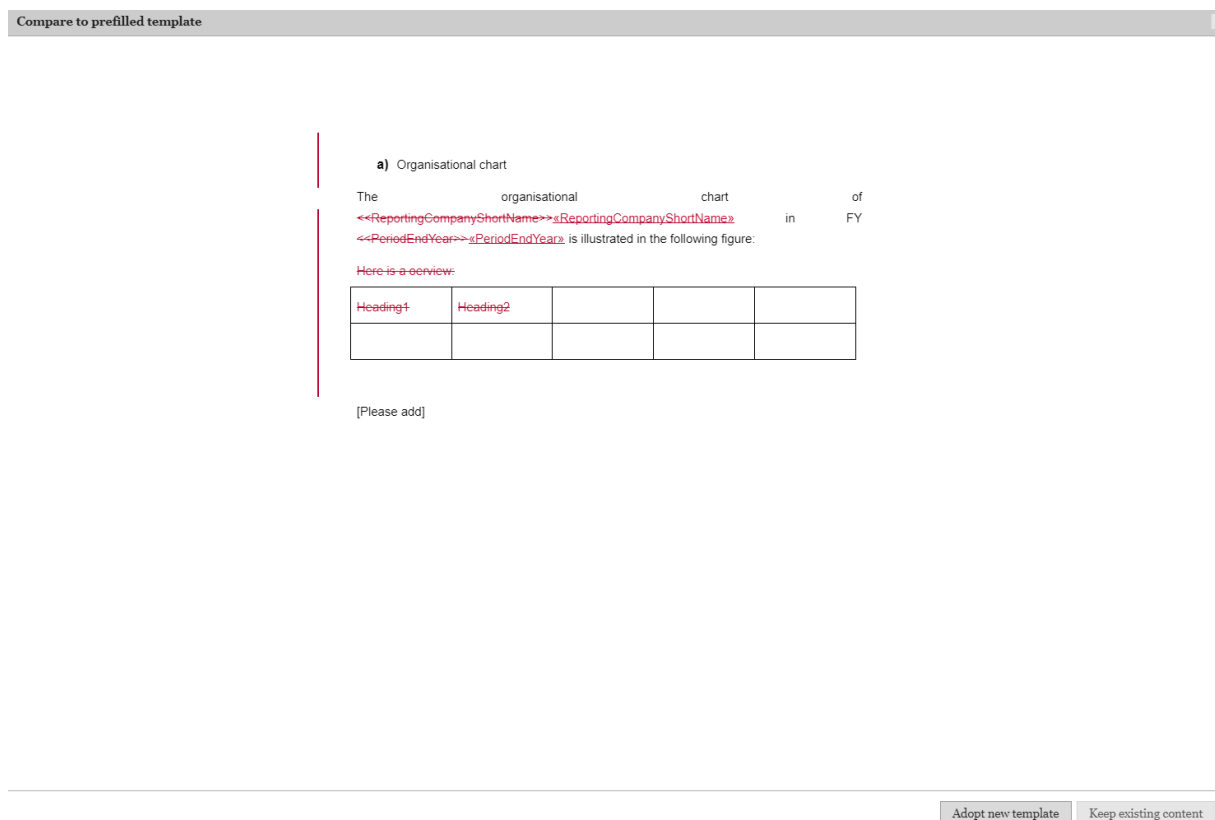 Compare to prefilled template
a) Organisational chart
The organisational chart of
<<ReportingCompanyShortName>>«ReportingCompanyShortName» in FY
<<PeriodEndYear>>«PeriodEndYear» is illustrated in the following figure:
Here is a oerview:
Heading1 Heading2
[Please add]
Adopt new template Keep existing content